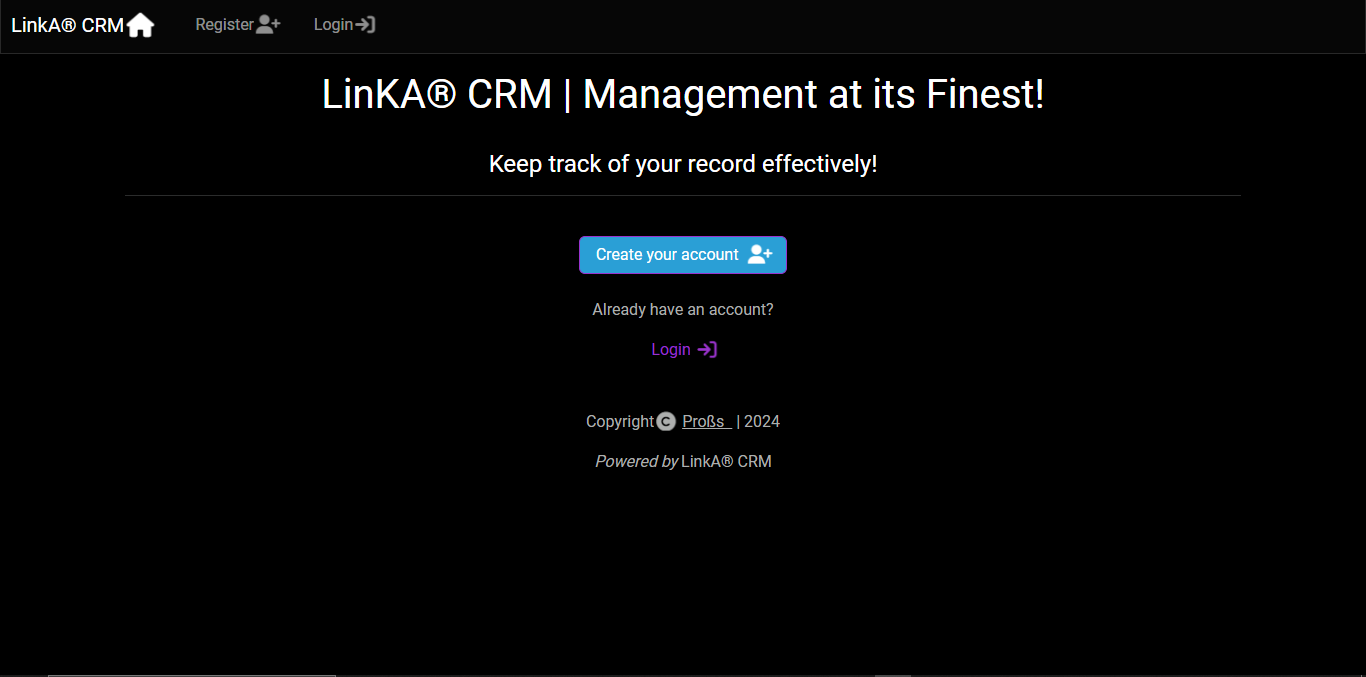 LinkA® CRM Register Login
LinKA® CRM | Management at its Finest!
Keep track of your record effectively!
Create your account
Already have an account?
Login
Copyright © Proßs | 2024
Powered by LinkA® CRM